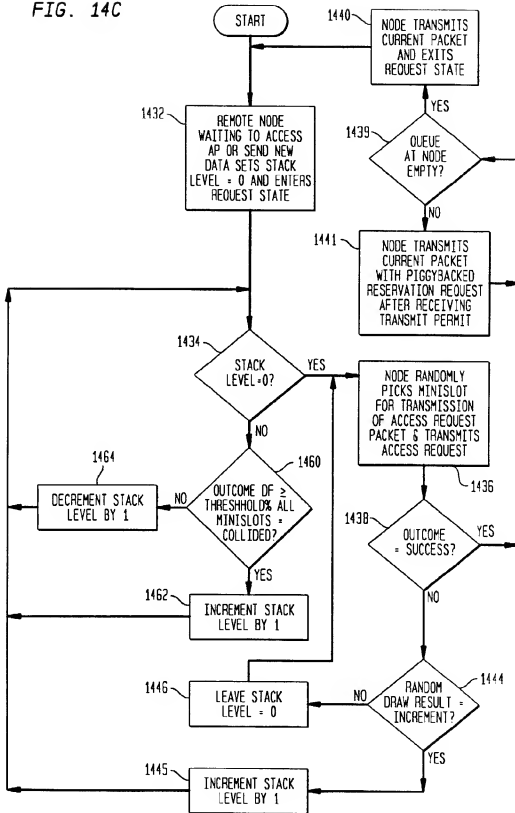 FIG. 14C
START
1432
REMOTE NODE
WAITING TO ACCESS
AP OR SEND NEW
DATA SETS STACK
LEVEL = 0 AND ENTERS
REQUEST STATE
1440
NODE TRANSMITS
CURRENT PACKET
AND EXITS
REQUEST STATE
YES
1439
QUEUE
AT NODE
EMPTY?
NO
1441
NODE TRANSMITS
CURRENT PACKET
WITH PIGGYBACKED
RESERVATION REQUEST
AFTER RECEIVING
TRANSMIT PERMIT
1434
STACK
LEVEL=0?
YES
NO
NODE RANDOMLY
PICKS MINISLOT
FOR TRANSMISSION
OF ACCESS REQUEST
PACKET & TRANSMITS
ACCESS REQUEST
1436
1464
DECREMENT STACK
LEVEL BY 1
NO
1460
OUTCOME OF ≥
THRESHHOLD% ALL
MINISLOTS =
COLLIDED?
YES
1438
OUTCOME
= SUCCESS?
YES
NO
1462
INCREMENT STACK
LEVEL BY 1
1446
LEAVE STACK
LEVEL = 0
NO
1444
RANDOM
DRAW RESULT =
INCREMENT?
YES
1445
INCREMENT STACK
LEVEL BY 1